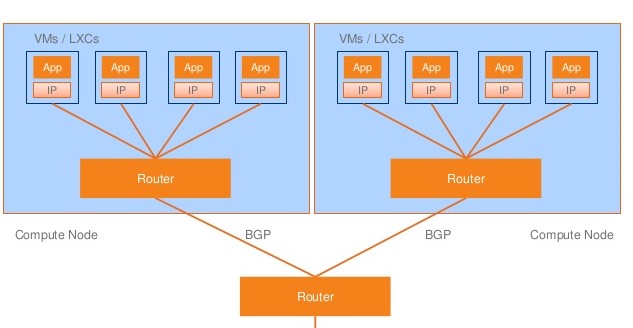 VMs / LXCs
VMs / LXCs
App App App App
App App App App
IP IP IP IP
IP IP IP IP
Router
Router
Compute Node
BGP
BGP
Compute Node
Router